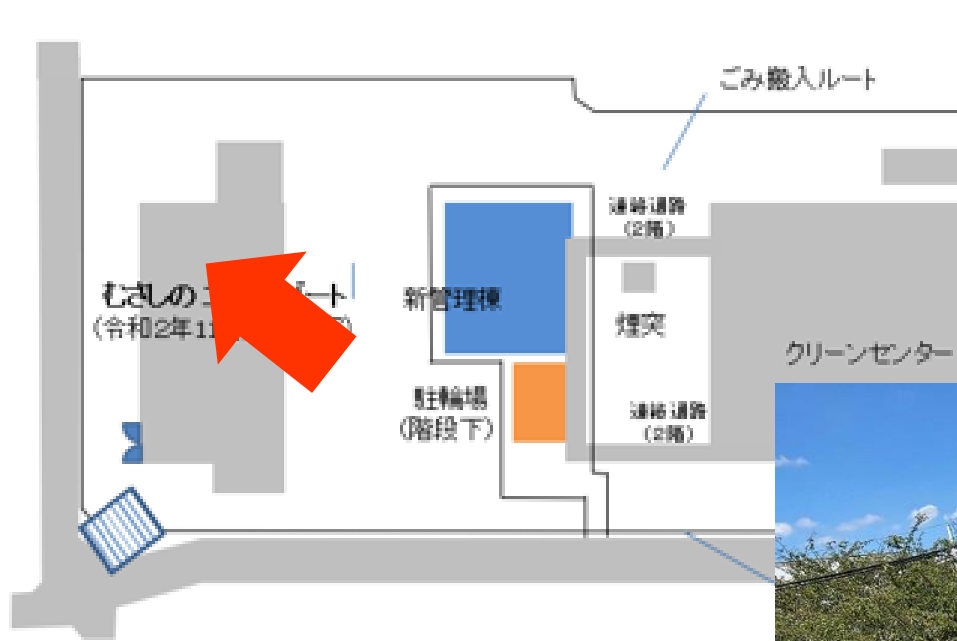 ごみ搬入ルート
連絡通路
(2階)
むさしの
ート
(令和2年11
新管理棟
煙突
クリーンセンター
駐輪場
(階段下)
連絡通路
(2階)